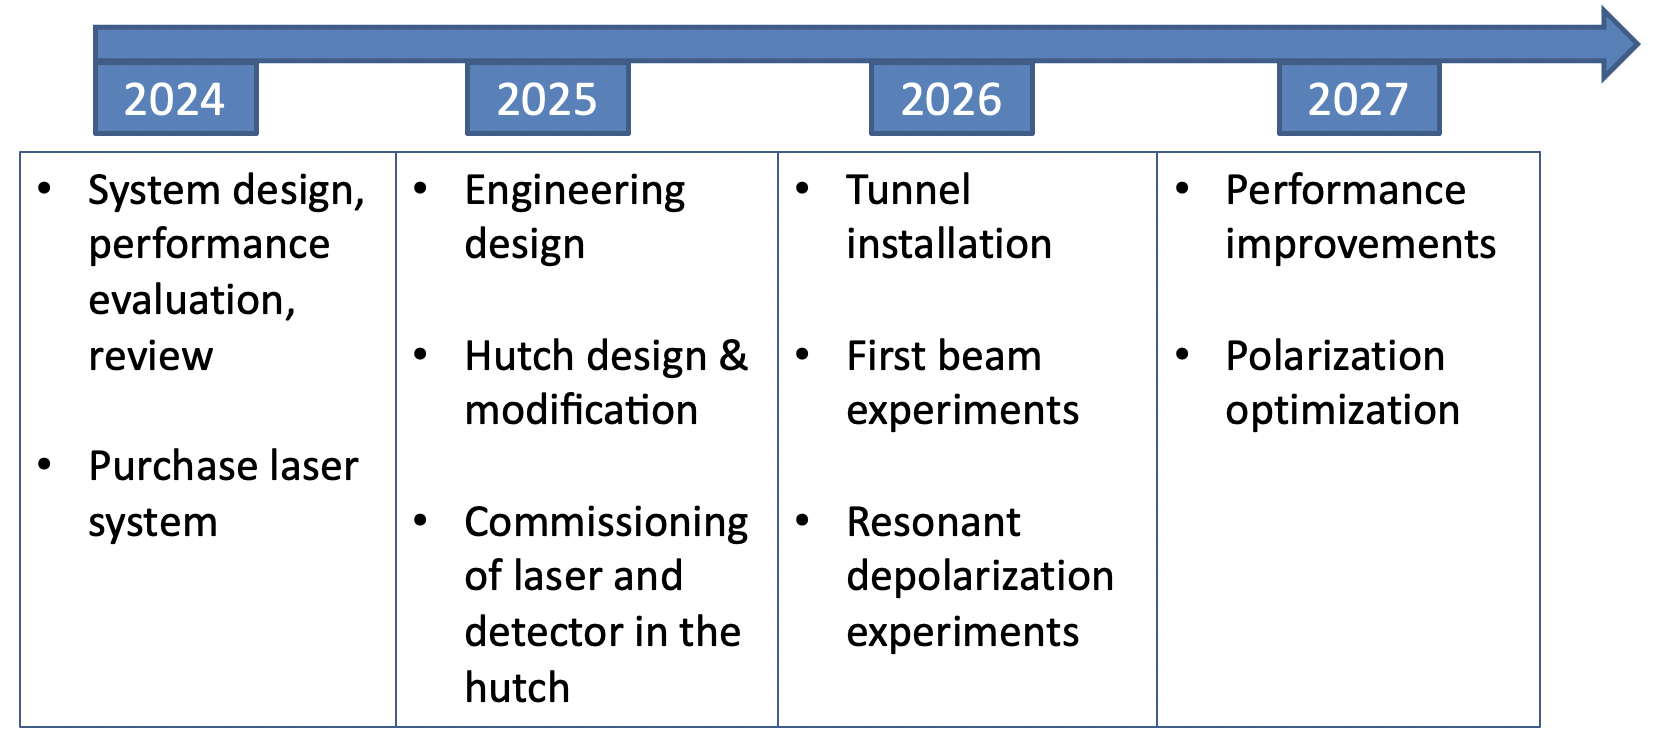 2024
2025
2026
2027
• System design,
performance
evaluation,
review
• Purchase laser
system
• Engineering
design
• Hutch design &
modification
• Commissioning
of laser and
detector in the
hutch
• Tunnel
installation
• First beam
experiments
• Resonant
depolarization
experiments
• Performance
improvements
• Polarization
optimization